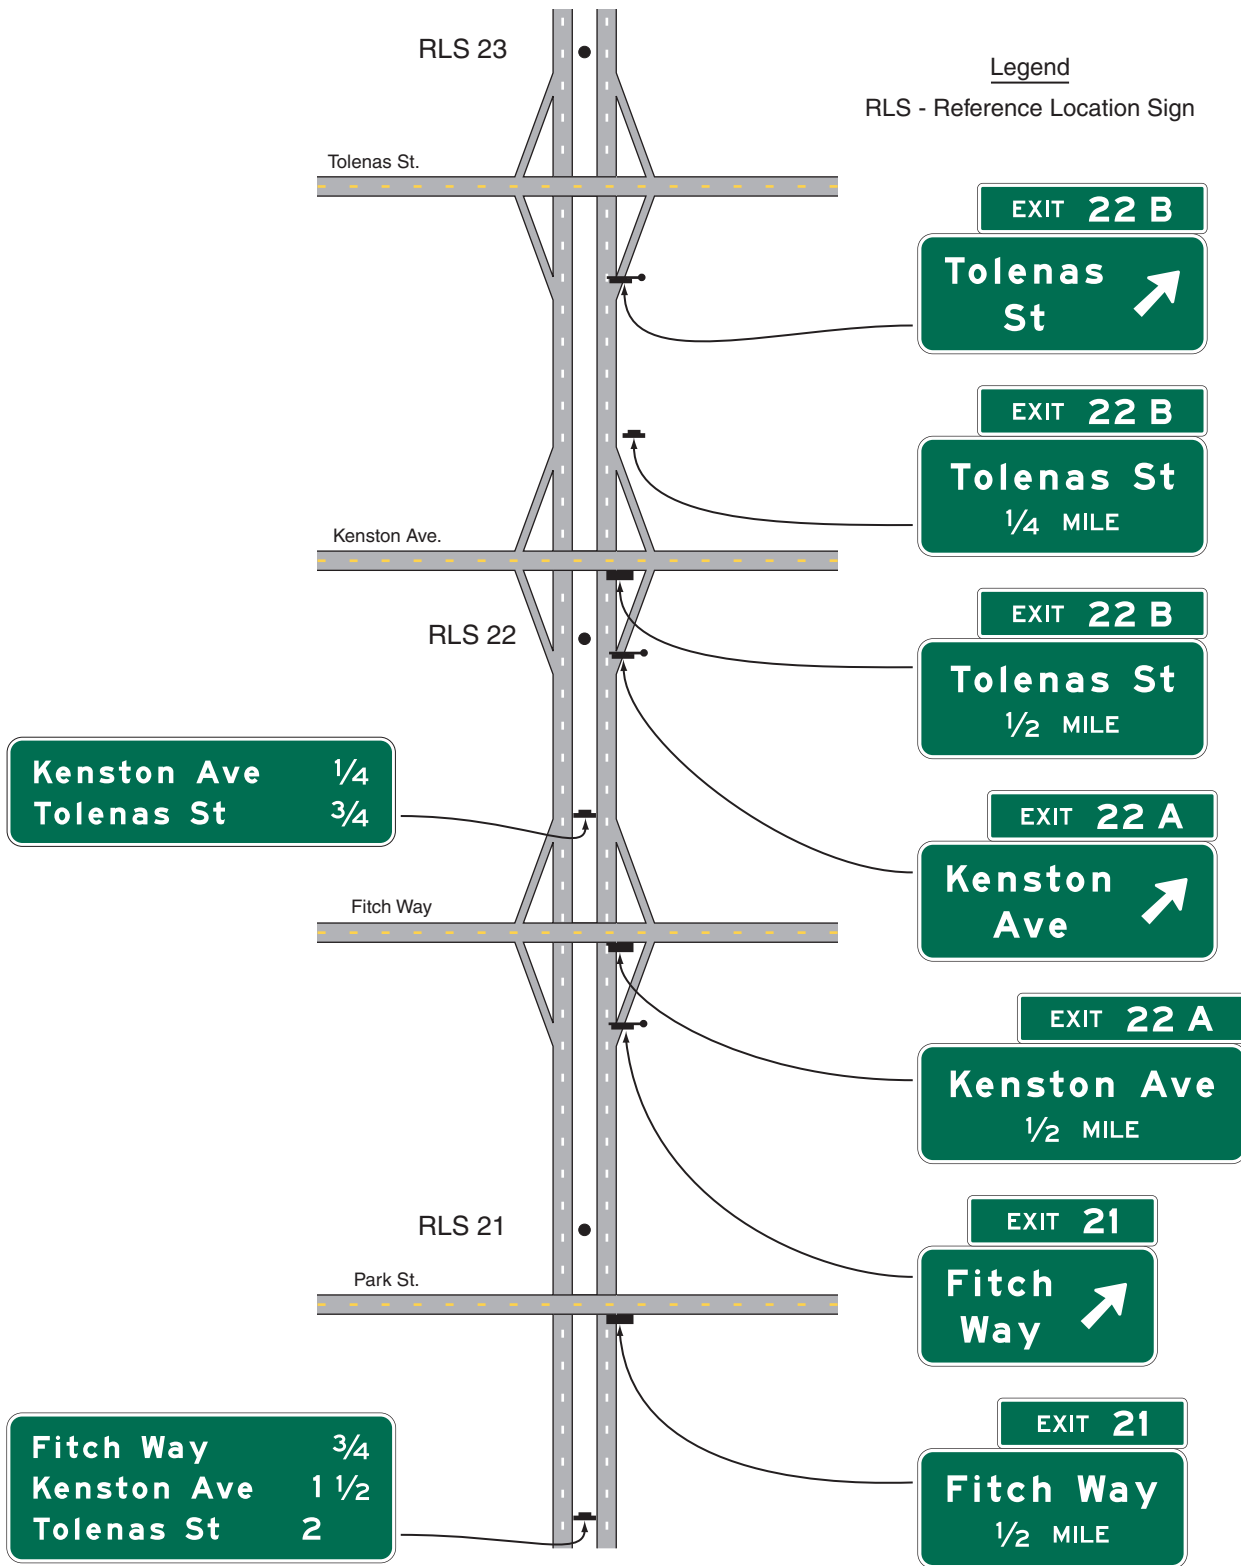 RLS 23
Legend
RLS - Reference Location Sign
Tolenas St.
EXIT 22 B
Tolenas
St
EXIT 22 B
Tolenas St
1/4 MILE
Kenston Ave.
EXIT 22 B
Tolenas St
1/2 MILE
RLS 22
Kenston Ave 1/4
Tolenas St 3/4
EXIT 22 A
Kenston
Ave
Fitch Way
EXIT 22 A
Kenston Ave
1/2 MILE
RLS 21
EXIT 21
Fitch
Way
Park St.
EXIT 21
Fitch Way
1/2 MILE
Fitch Way 3/4
Kenston Ave 1 1/2
Tolenas St 2